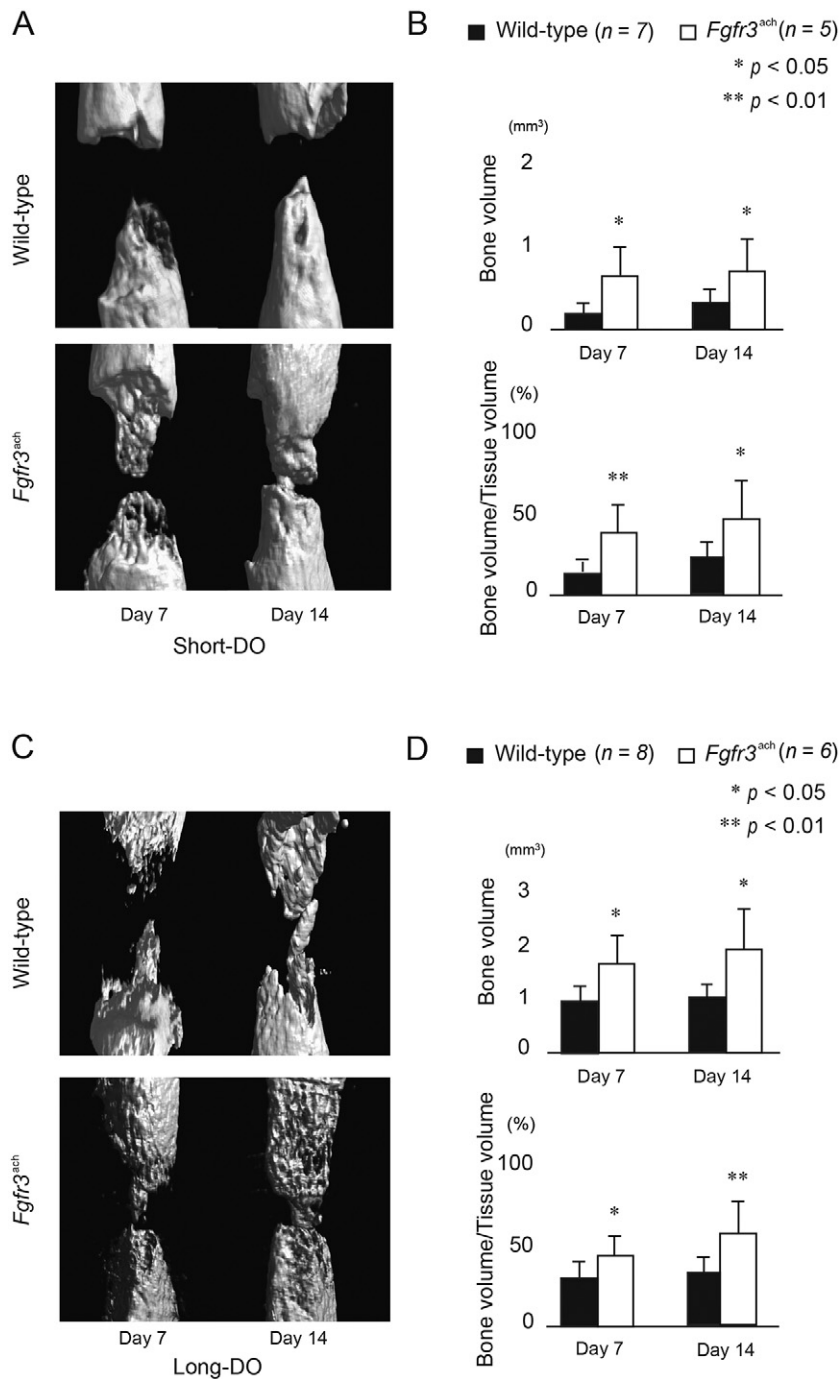 A
Wild-type
Fgfr3ach
Day 7
Day 14
Short-DO
B
Wild-type (n = 7)
Fgfr3ach (n = 5)
* p < 0.05
** p < 0.01
(mm³)
Bone volume
2
1
0
*
*
Day 7
Day 14
(%)
Bone volume/Tissue volume
100
50
0
**
*
Day 7
Day 14
C
Wild-type
Fgfr3ach
Day 7
Day 14
Long-DO
D
Wild-type (n = 8)
Fgfr3ach (n = 6)
* p < 0.05
** p < 0.01
(mm³)
Bone volume
3
2
1
0
*
*
Day 7
Day 14
(%)
Bone volume/Tissue volume
100
50
0
*
**
Day 7
Day 14